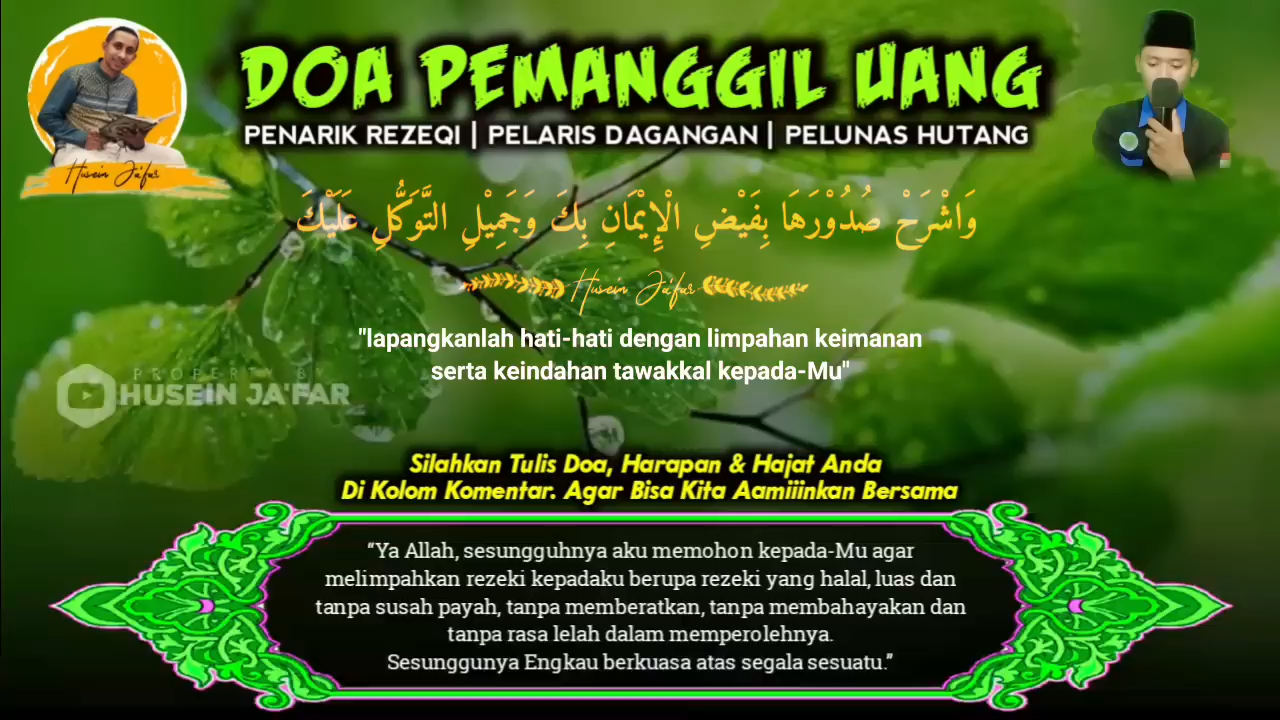 DOA PEMANGGIL UANG
PENARIK REZEQI | PELARIS DAGANGAN | PELUNAS HUTANG
Husein Ja'far
وَاشْرَحْ صُدُوْرَهَا بِفَيْضِ الْإِيْمَانِ بِكَ وَجَمِيْلِ التَّوَكُّلِ عَلَيْكَ
Husein Ja'far
"lapangkanlah hati-hati dengan limpahan keimanan
serta keindahan tawakkal kepada-Mu"
PROPERTY BY
HUSEIN JA'FAR
Silahkan Tulis Doa, Harapan & Hajat Anda
Di Kolom Komentar. Agar Bisa Kita Aamiiinkan Bersama
“Ya Allah, sesungguhnya aku memohon kepada-Mu agar
melimpahkan rezeki kepadaku berupa rezeki yang halal, luas dan
tanpa susah payah, tanpa memberatkan, tanpa membahayakan dan
tanpa rasa lelah dalam memperolehnya.
Sesunggunya Engkau berkuasa atas segala sesuatu.”